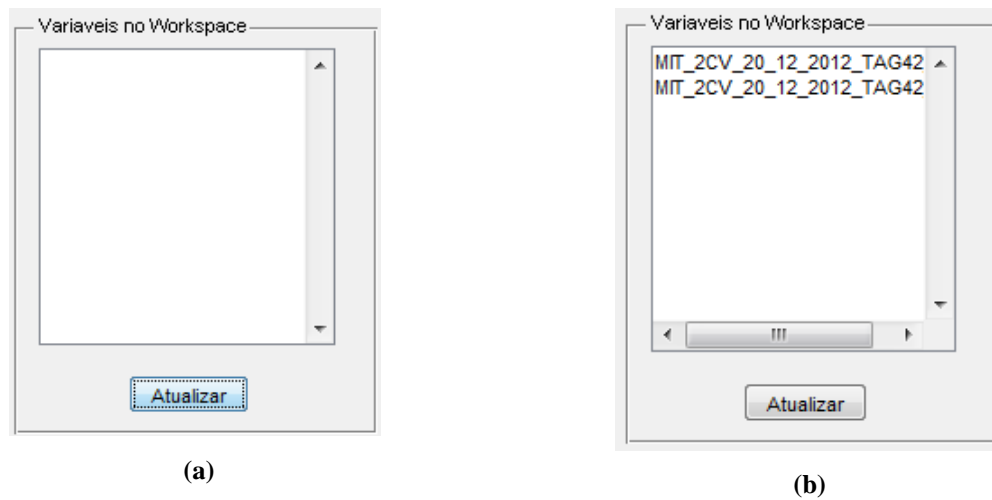 Variaveis no Workspace
Atualizar
(a)
Variaveis no Workspace
MIT_2CV_20_12_2012_TAG42
MIT_2CV_20_12_2012_TAG42
Atualizar
(b)